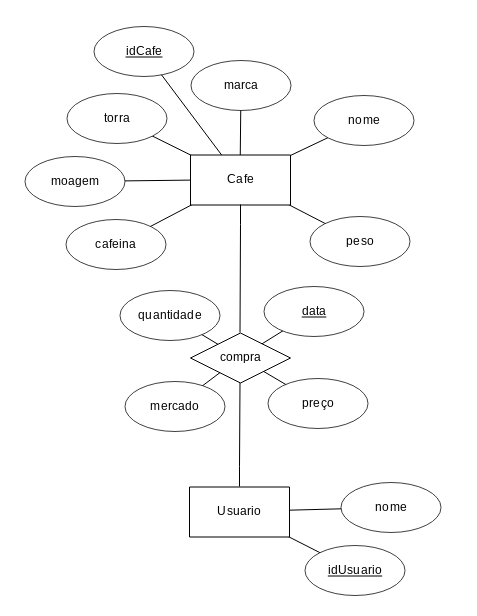 idCafe
marca
torra
nome
moagem
Cafe
cafeina
peso
quantidade
data
compra
mercado
preço
Usuario
nome
idUsuario